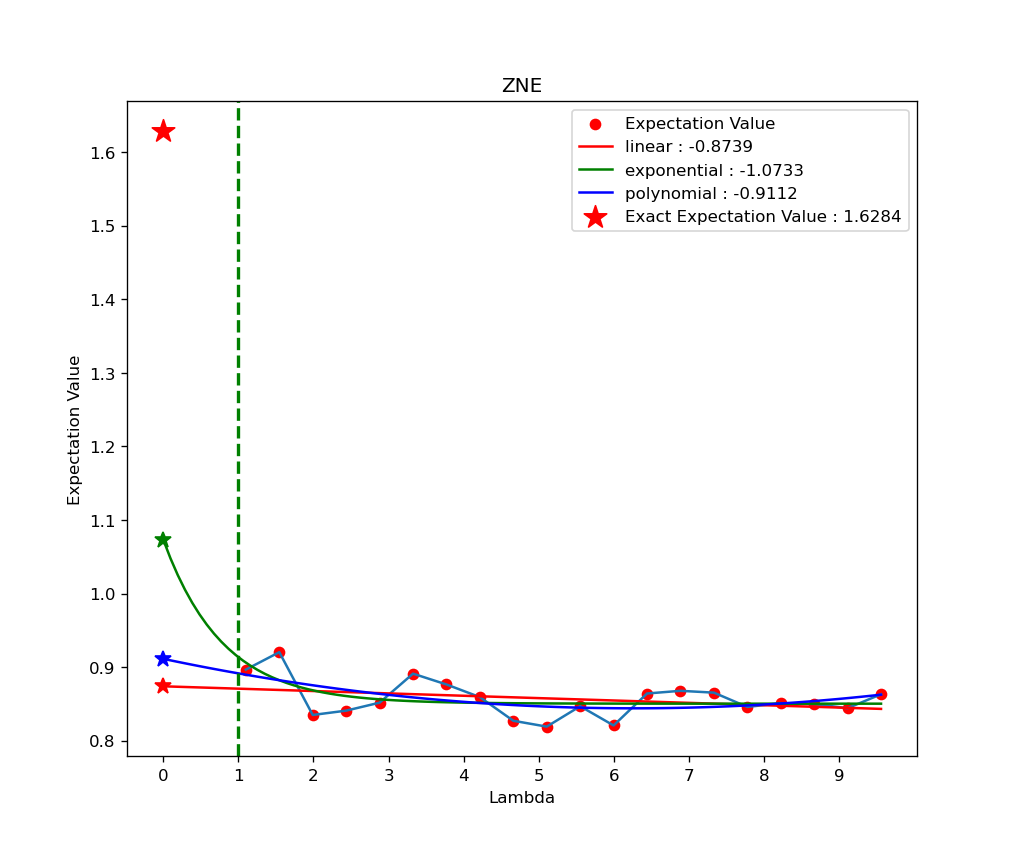 ZNE
Expectation Value
linear : -0.8739
exponential : -1.0733
polynomial : -0.9112
Exact Expectation Value : 1.6284
1.6
1.5
1.4
1.3
1.2
1.1
1.0
0.9
0.8
Expectation Value
0 1 2 3 4 5 6 7 8 9
Lambda